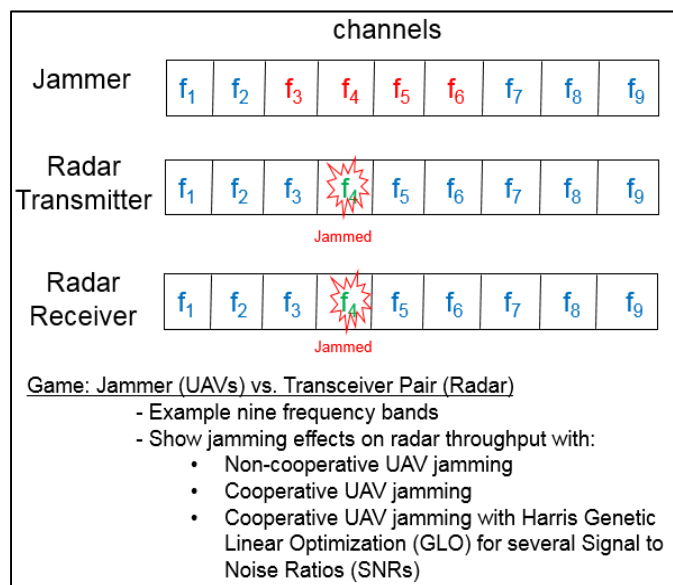 channels
Jammer f1 f2 f3 f4 f5 f6 f7 f8 f9
Radar
Transmitter f1 f2 f3 f4 f5 f6 f7 f8 f9
Jammed
Radar
Receiver f1 f2 f3 f4 f5 f6 f7 f8 f9
Jammed
Game: Jammer (UAVs) vs. Transceiver Pair (Radar)
- Example nine frequency bands
- Show jamming effects on radar throughput with:
• Non-cooperative UAV jamming
• Cooperative UAV jamming
• Cooperative UAV jamming with Harris Genetic
Linear Optimization (GLO) for several Signal to
Noise Ratios (SNRs)